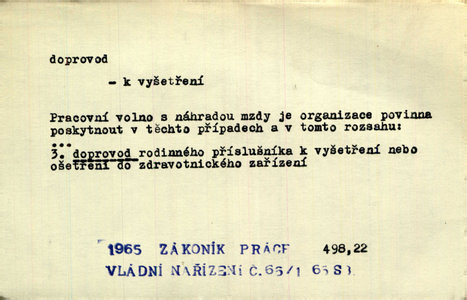 doprovod
- k vyšetření
Pracovní volno s náhradou mzdy je organizace povinna
poskytnout v těchto případech a v tomto rozsahu:
...
3. doprovod rodinného příslušníka k vyšetření nebo
ošetření do zdravotnického zařízení
1965 ZÁKONÍK PRÁCE 498,22
VLÁDNÍ NAŘÍZENÍ Č.66/1 65 SB.